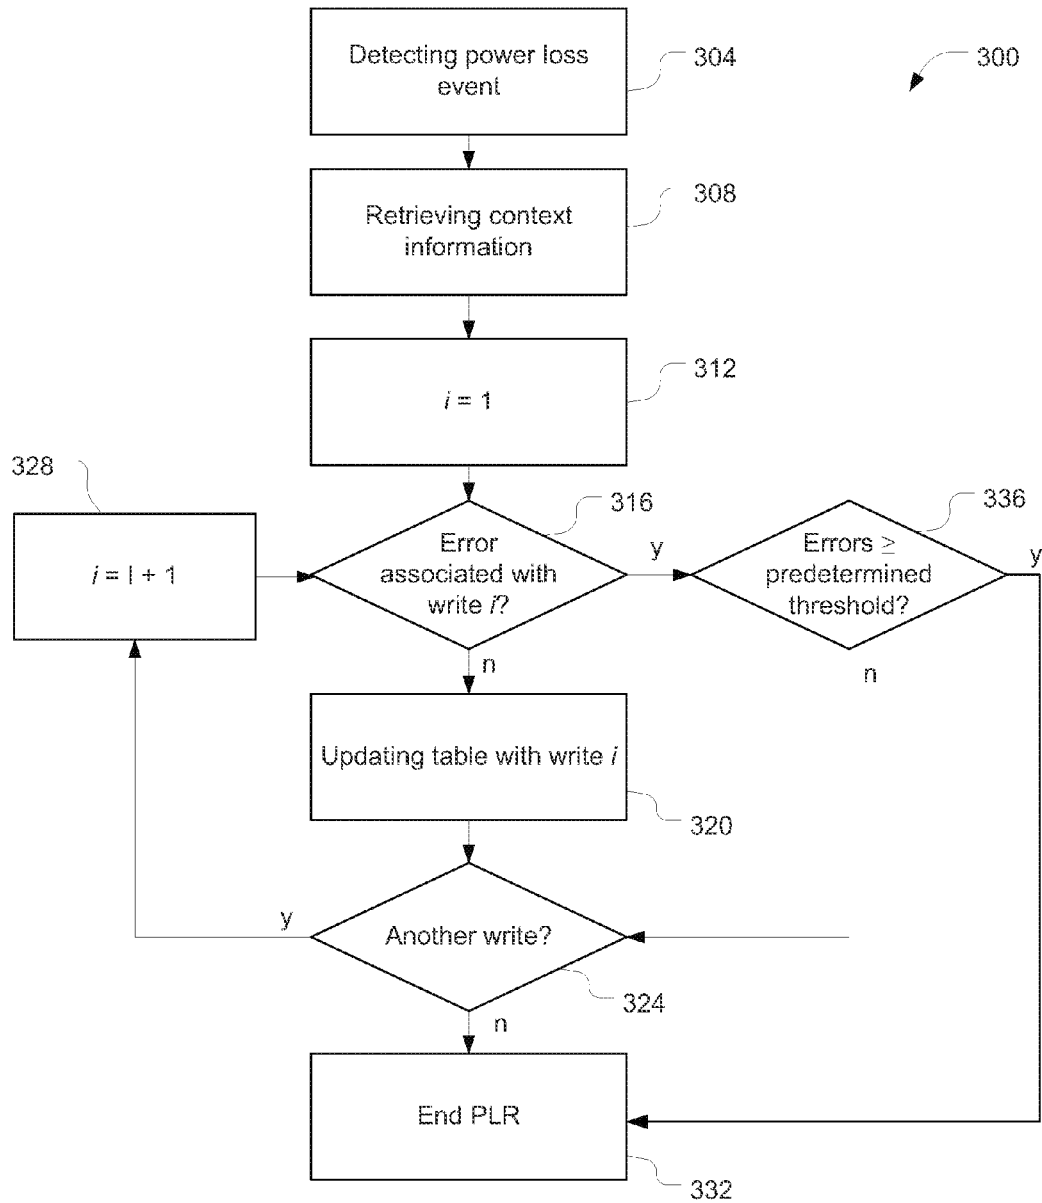 Detecting power loss
event
304
300
Retrieving context
information
308
i = 1
312
328
i = I + 1
Error
associated with
write i?
316
y
n
Errors ≥
predetermined
threshold?
336
y
n
Updating table with write i
320
Another write?
y
324
n
End PLR
332